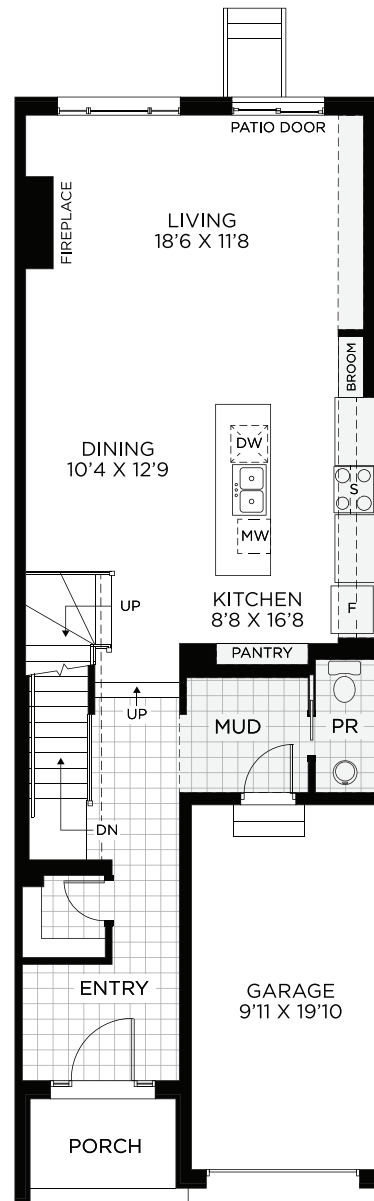 PATIO DOOR
FIREPLACE
LIVING
18'6 X 11'8
BROOM
DINING
10'4 X 12'9
DW
S
MW
KITCHEN
8'8 X 16'8
F
UP
PANTRY
UP
MUD
PR
DN
ENTRY
GARAGE
9'11 X 19'10
PORCH